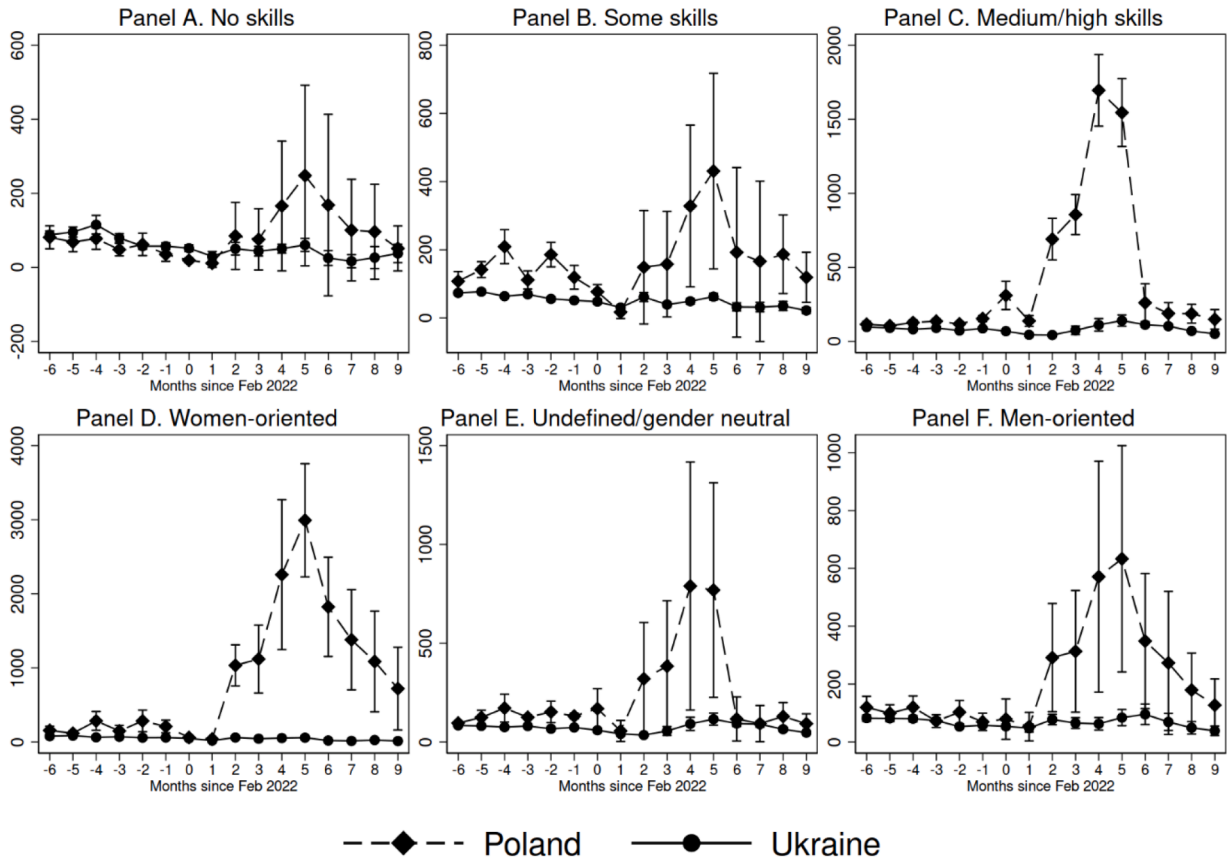 Panel A. No skills
600
400
200
0
-200
-6 -5 -4 -3 -2 -1 0 1 2 3 4 5 6 7 8 9
Months since Feb 2022
Panel B. Some skills
800
600
400
200
0
-6 -5 -4 -3 -2 -1 0 1 2 3 4 5 6 7 8 9
Months since Feb 2022
Panel C. Medium/high skills
2000
1500
1000
500
0
-6 -5 -4 -3 -2 -1 0 1 2 3 4 5 6 7 8 9
Months since Feb 2022
Panel D. Women-oriented
4000
3000
2000
1000
0
-6 -5 -4 -3 -2 -1 0 1 2 3 4 5 6 7 8 9
Months since Feb 2022
Panel E. Undefined/gender neutral
1500
1000
500
0
-6 -5 -4 -3 -2 -1 0 1 2 3 4 5 6 7 8 9
Months since Feb 2022
Panel F. Men-oriented
1000
800
600
400
200
0
-6 -5 -4 -3 -2 -1 0 1 2 3 4 5 6 7 8 9
Months since Feb 2022
Poland Ukraine